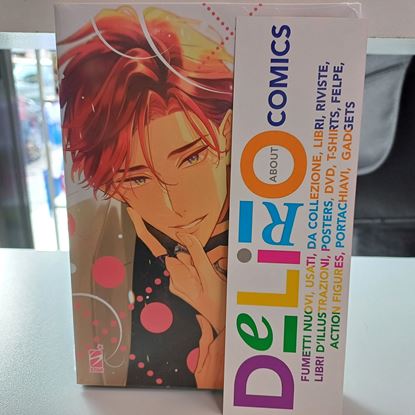 DeLiRiO
ABOUT COMICS
FUMETTI NUOVI, USATI, DA COLLEZIONE, LIBRI, RIVISTE,
LIBRI D'ILLUSTRAZIONI, POSTERS, DVD, T-SHIRTS, FELPE,
ACTION FIGURES, PORTACHIAVI, GADGETS